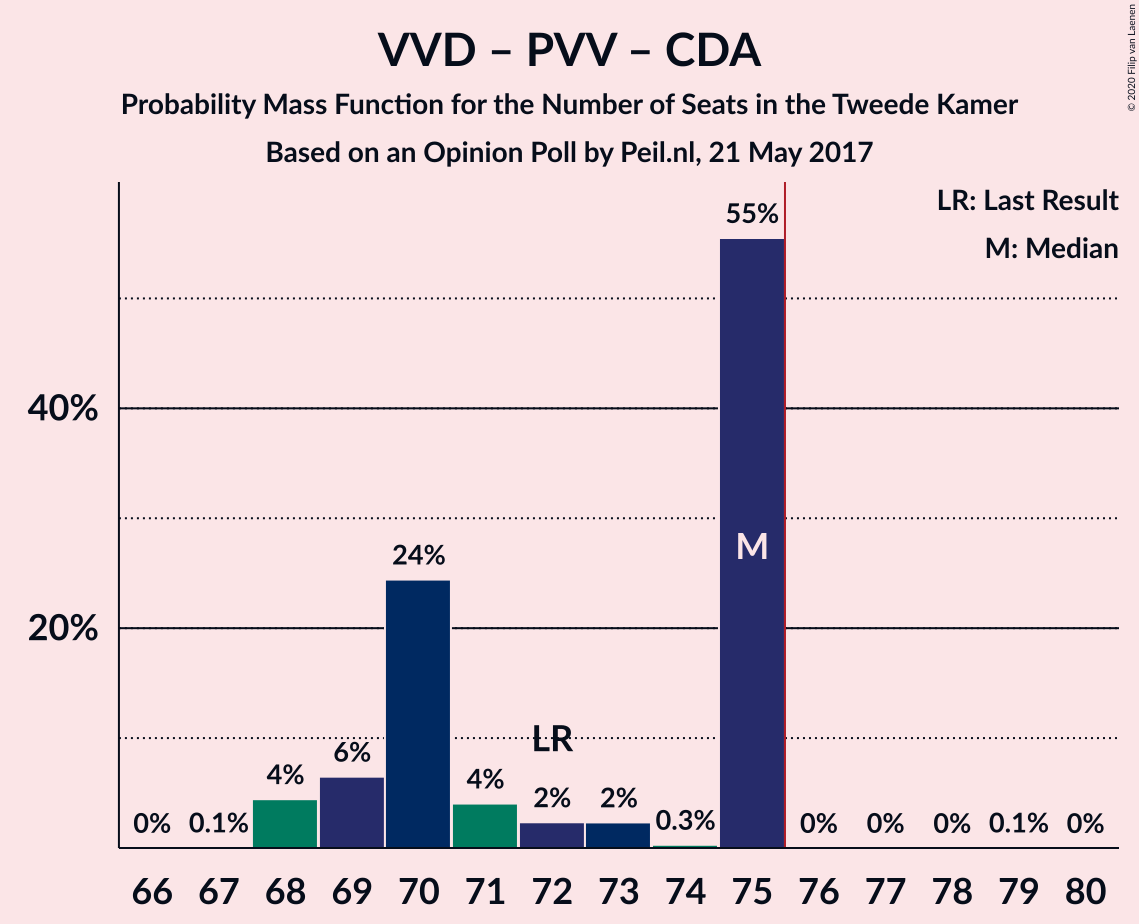 VVD – PVV – CDA
Probability Mass Function for the Number of Seats in the Tweede Kamer
Based on an Opinion Poll by Peil.nl, 21 May 2017
© 2020 Filip van Laenen
LR: Last Result
M: Median
55%
40%
M
24%
20%
LR
6%
4%
4%
2%
2%
0%
0.1%
0.3%
0%
0%
0%
0.1%
0%
66 67 68 69 70 71 72 73 74 75 76 77 78 79 80